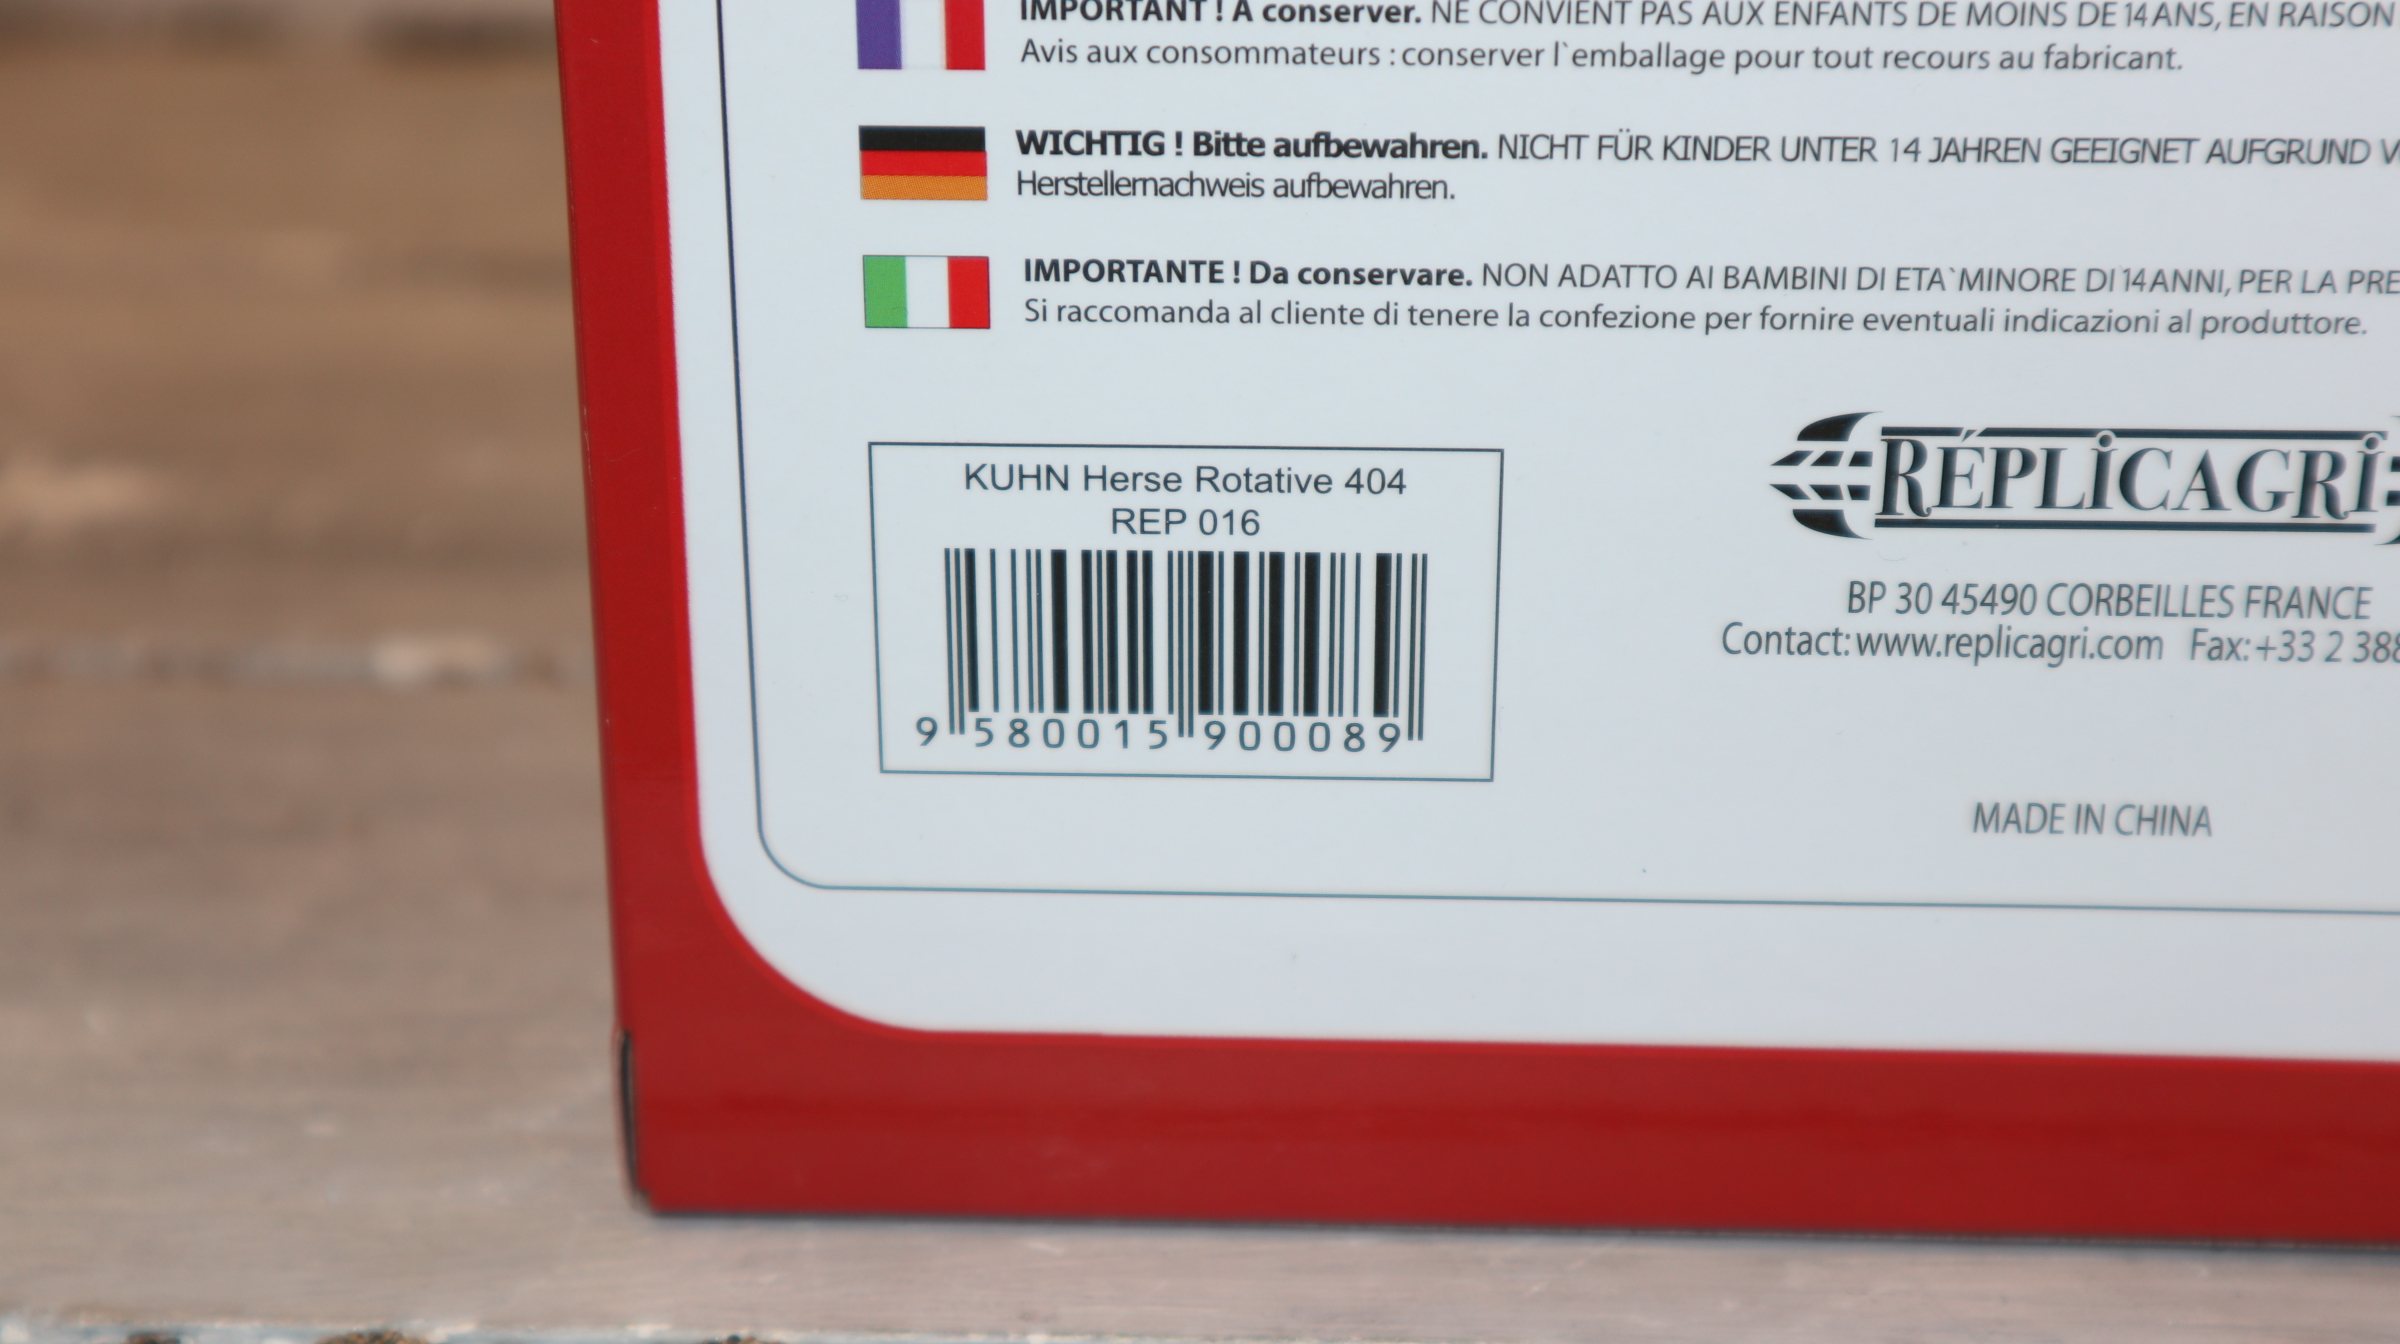 IMPORTANT ! A conserver. NE CONVIENT PAS AUX ENFANTS DE MOINS DE 14 ANS, EN RAISON
Avis aux consommateurs : conserver l`emballage pour tout recours au fabricant.
WICHTIG ! Bitte aufbewahren. NICHT FÜR KINDER UNTER 14 JAHREN GEEIGNET AUFGRUND
Herstellernachweis aufbewahren.
IMPORTANTE ! Da conservare. NON ADATTO AI BAMBINI DI ETA`MINORE DI 14 ANNI, PER LA PRE
Si raccomanda al cliente di tenere la confezione per fornire eventuali indicazioni al produttore.
KUHN Herse Rotative 404
REP 016
9 580015 900089
RÉPLICAGRI
BP 30 45490 CORBEILLES FRANCE
Contact: www.replicagri.com Fax: +33 2 388
MADE IN CHINA